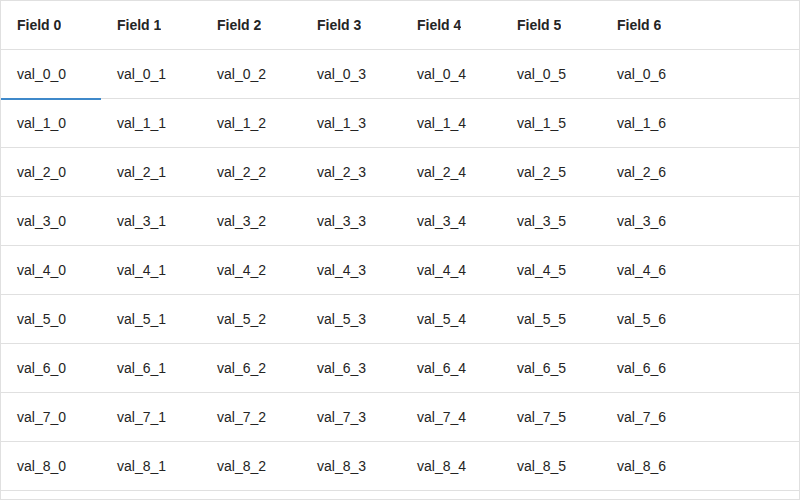 Field 0 Field 1 Field 2 Field 3 Field 4 Field 5 Field 6
val_0_0 val_0_1 val_0_2 val_0_3 val_0_4 val_0_5 val_0_6
val_1_0 val_1_1 val_1_2 val_1_3 val_1_4 val_1_5 val_1_6
val_2_0 val_2_1 val_2_2 val_2_3 val_2_4 val_2_5 val_2_6
val_3_0 val_3_1 val_3_2 val_3_3 val_3_4 val_3_5 val_3_6
val_4_0 val_4_1 val_4_2 val_4_3 val_4_4 val_4_5 val_4_6
val_5_0 val_5_1 val_5_2 val_5_3 val_5_4 val_5_5 val_5_6
val_6_0 val_6_1 val_6_2 val_6_3 val_6_4 val_6_5 val_6_6
val_7_0 val_7_1 val_7_2 val_7_3 val_7_4 val_7_5 val_7_6
val_8_0 val_8_1 val_8_2 val_8_3 val_8_4 val_8_5 val_8_6